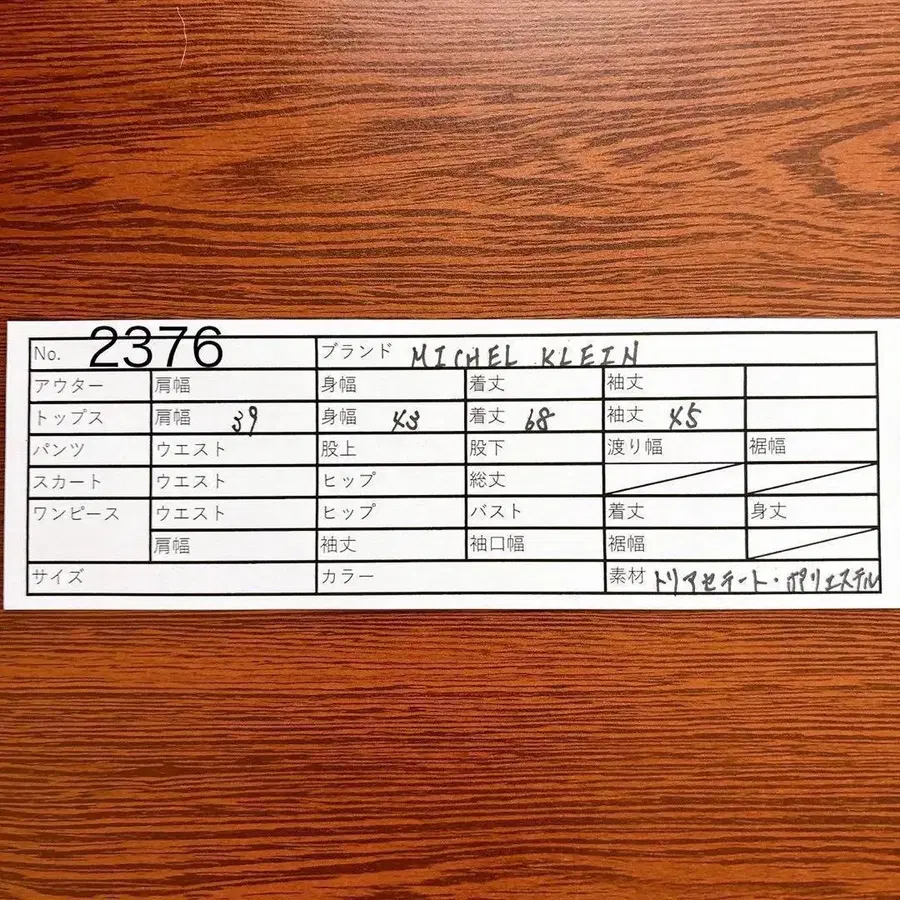 No. 2376 ブランド MICHEL KLEIN
アウター 肩幅 身幅 着丈 袖丈
トップス 肩幅 39 身幅 43 着丈 68 袖丈 45
パンツ ウエスト 股上 股下 渡り幅 裾幅
スカート ウエスト ヒップ 総丈
ワンピース ウエスト ヒップ バスト 着丈 身丈
肩幅 袖丈 袖口幅 裾幅
サイズ カラー 素材 トリアセテート・ポリエステル